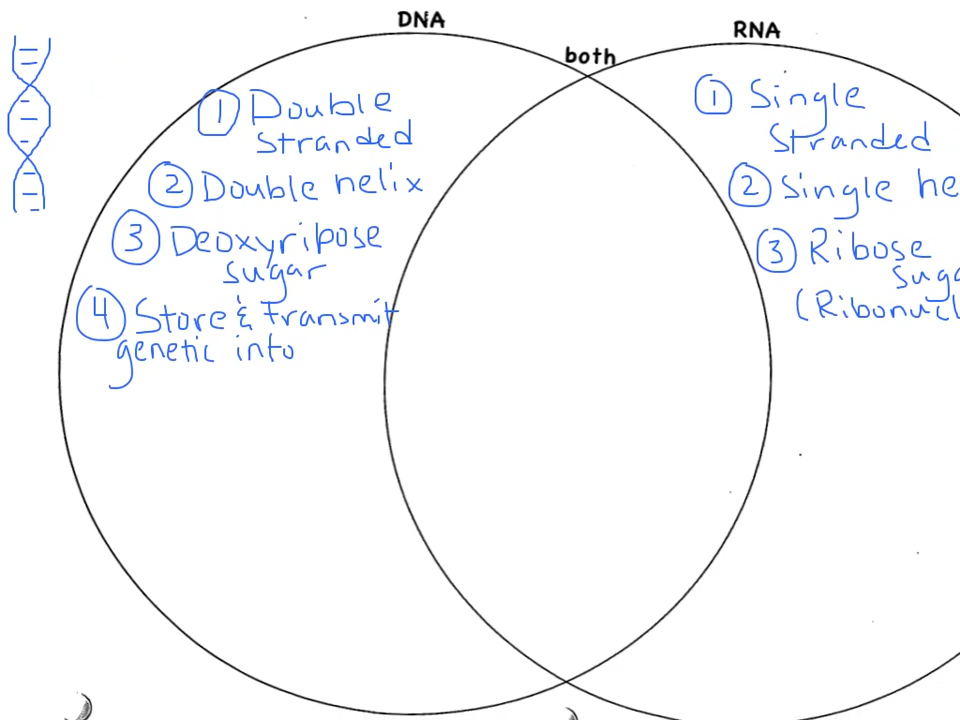 DNA
both
RNA
① Double
stranded
② Double helix
③ Deoxyribose
sugar
④ Store & transmit
genetic info
① Single
stranded
② Single he
③ Ribose
suga
(Ribonucl